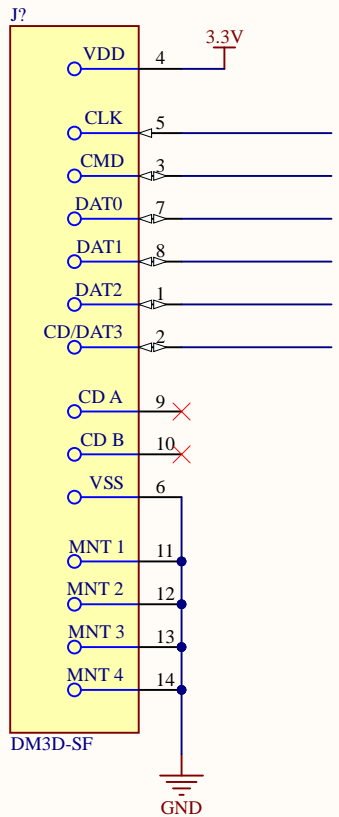 J?
3.3V
VDD 4
CLK 5
CMD 3
DAT0 7
DAT1 8
DAT2 1
CD/DAT3 2
CD A 9
CD B 10
VSS 6
MNT 1 11
MNT 2 12
MNT 3 13
MNT 4 14
DM3D-SF
GND